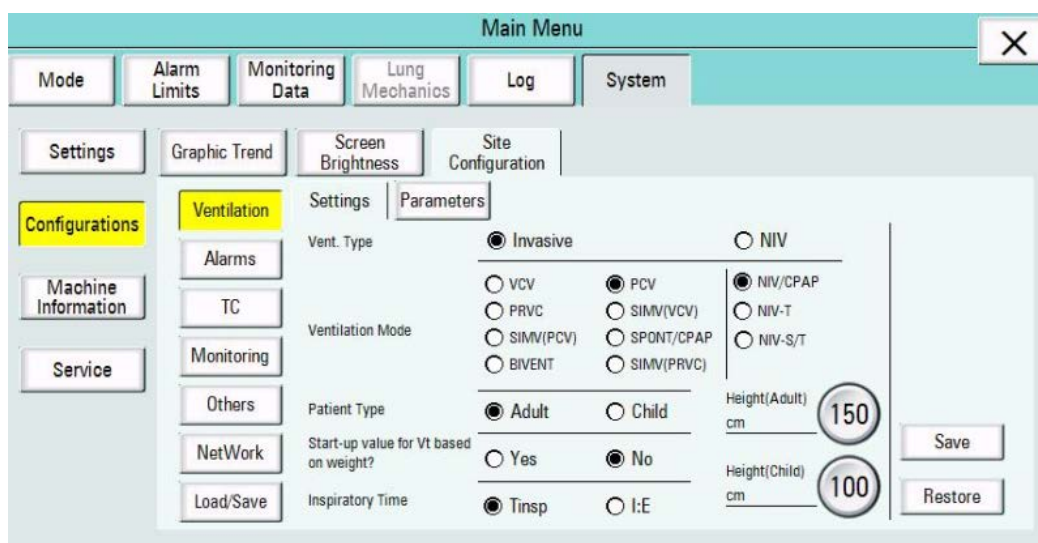 Main Menu
Mode
Alarm
Limits
Monitoring
Data
Lung
Mechanics
Log
System
Settings
Graphic Trend
Screen
Brightness
Site
Configuration
Configurations
Machine
Information
Service
Ventilation
Alarms
TC
Monitoring
Others
NetWork
Load/Save
Settings
Parameters
Vent. Type
Invasive
NIV
Ventilation Mode
VCV
PCV
NIV/CPAP
PRVC
SIMV(VCV)
NIV-T
SIMV(PCV)
SPONT/CPAP
NIV-S/T
BIVENT
SIMV(PRVC)
Patient Type
Adult
Child
Height(Adult)
cm
150
Start-up value for Vt based
on weight?
Yes
No
Height(Child)
cm
100
Inspiratory Time
Tinsp
I:E
Save
Restore